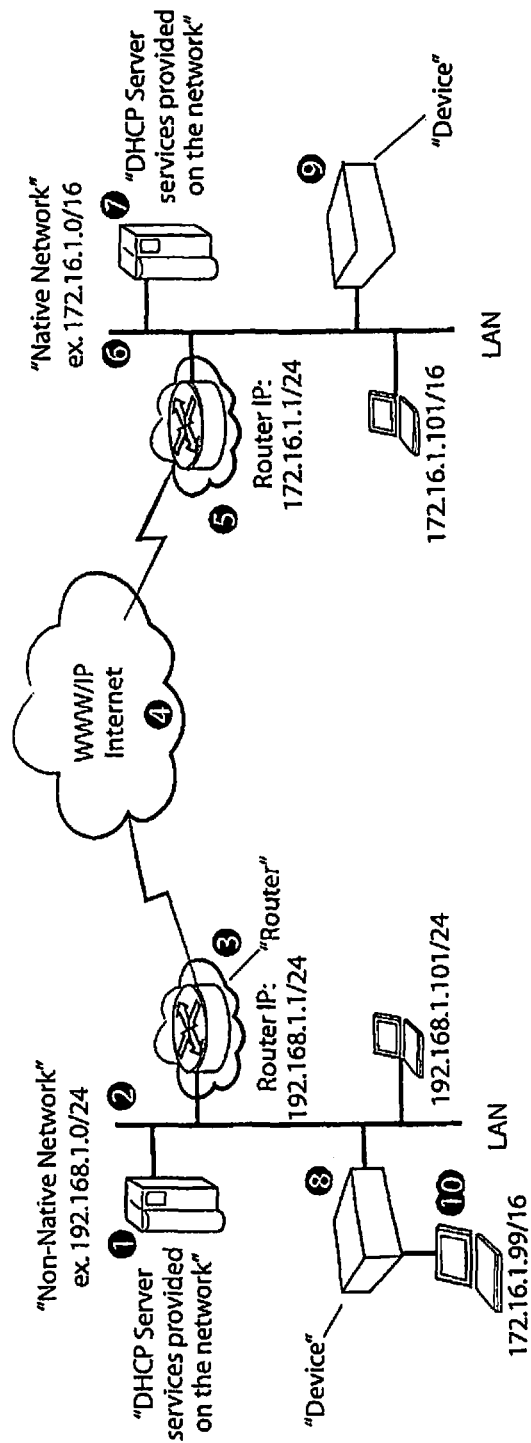 "Non-Native Network"
ex. 192.168.1.0/24
1
"DHCP Server
services provided
on the network"
2
3
"Router"
Router IP:
192.168.1.1/24
"Device"
8
10
172.16.1.99/16
192.168.1.101/24
LAN
WWW/IP
Internet
4
"Native Network"
ex. 172.16.1.0/16
6
7
"DHCP Server
services provided
on the network"
5
Router IP:
172.16.1.1/24
9
"Device"
172.16.1.101/16
LAN